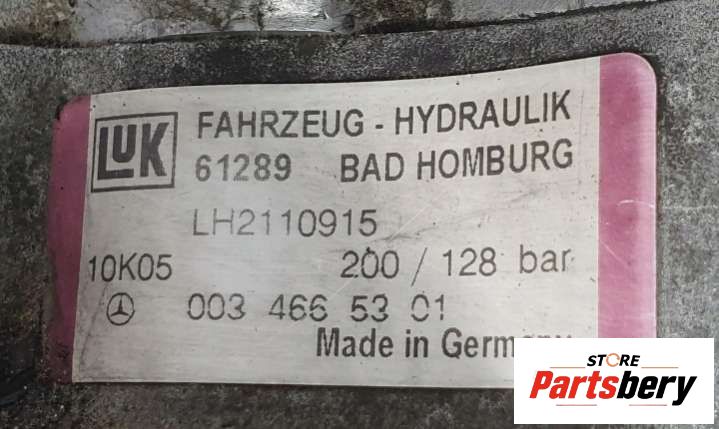 LUK FAHRZEUG - HYDRAULIK
61289 BAD HOMBURG
LH2110915
10K05 200 / 128 bar
003 466 53 01
Made in Germany
STORE
Partsbery